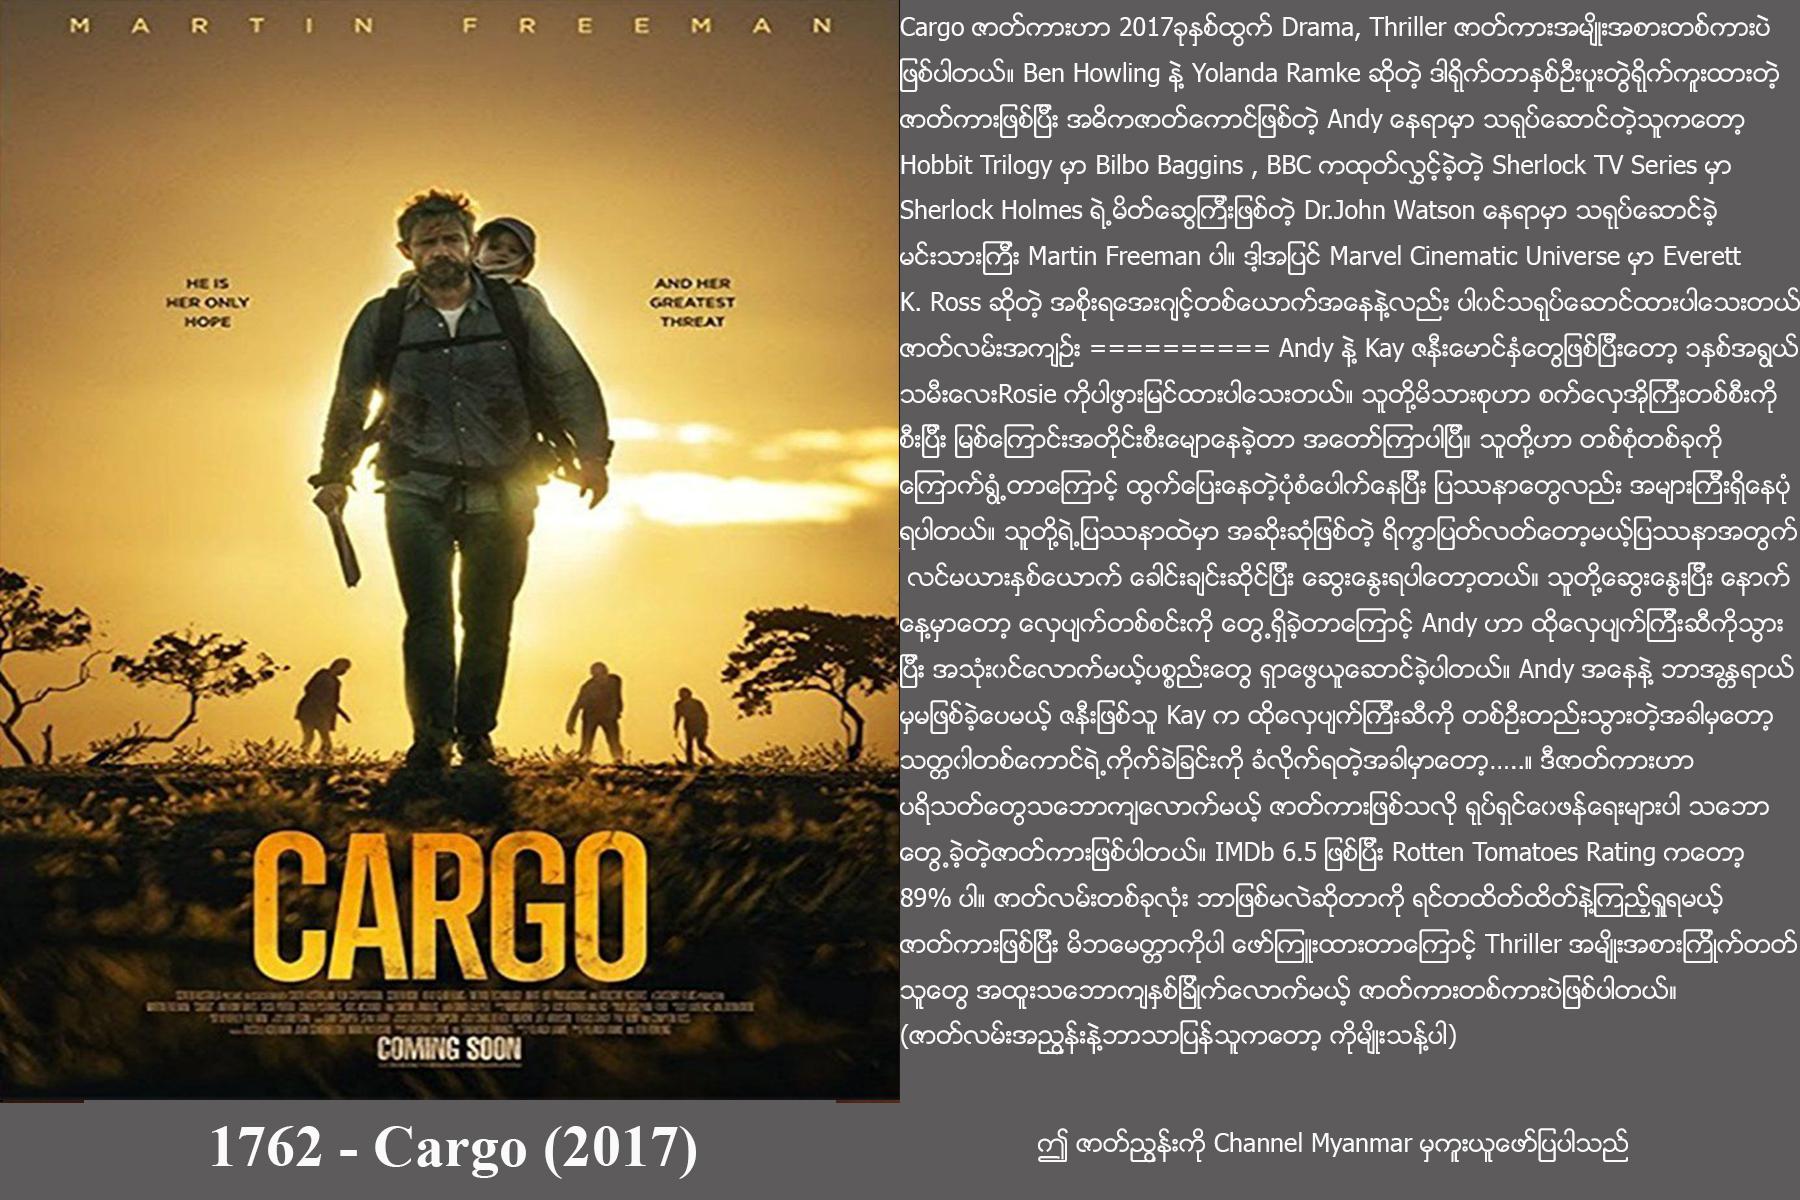 MARTIN FREEMAN
HE IS
HER ONLY
HOPE
AND HER
GREATEST
THREAT
CARGO
COMING SOON
1762 - Cargo (2017)
Cargo ဇာတ်ကားဟာ 2017ခုနှစ်ထွက် Drama, Thriller ဇာတ်ကားအမျိုးအစားတစ်ကားပဲ
ဖြစ်ပါတယ်။ Ben Howling နဲ့ Yolanda Ramke ဆိုတဲ့ ဒါရိုက်တာနှစ်ဦးပူးတွဲရိုက်ကူးထားတဲ့
ဇာတ်ကားဖြစ်ပြီး အဓိကဇာတ်ကောင်ဖြစ်တဲ့ Andy နေရာမှာ သရုပ်ဆောင်တဲ့သူကတော့
Hobbit Trilogy မှာ Bilbo Baggins , BBC ကထုတ်လွှင့်ခဲ့တဲ့ Sherlock TV Series မှာ
Sherlock Holmes ရဲ့မိတ်ဆွေကြီးဖြစ်တဲ့ Dr.John Watson နေရာမှာ သရုပ်ဆောင်ခဲ့
မင်းသားကြီး Martin Freeman ပါ။ ဒါ့အပြင် Marvel Cinematic Universe မှာ Everett
K. Ross ဆိုတဲ့ အစိုးရအေးဂျင့်တစ်ယောက်အနေနဲ့လည်း ပါဝင်သရုပ်ဆောင်ထားပါသေးတယ်
ဇာတ်လမ်းအကျဉ်း ========== Andy နဲ့ Kay ဇနီးမောင်နှံတွေဖြစ်ပြီးတော့ ၁နှစ်အရွယ်
သမီးလေးRosie ကိုပါဖွားမြင်ထားပါသေးတယ်။ သူတို့မိသားစုဟာ စက်လှေအိုကြီးတစ်စီးကို
စီးပြီး မြစ်ကြောင်းအတိုင်းစီးမျောနေခဲ့တာ အတော်ကြာပါပြီ။ သူတို့ဟာ တစ်စုံတစ်ခုကို
ကြောက်ရွံ့တာကြောင့် ထွက်ပြေးနေတဲ့ပုံစံပေါက်နေပြီး ပြဿနာတွေလည်း အများကြီးရှိနေပုံ
ရပါတယ်။ သူတို့ရဲ့ပြဿနာထဲမှာ အဆိုးဆုံးဖြစ်တဲ့ ရိက္ခာပြတ်လတ်တော့မယ့်ပြဿနာအတွက်
လင်မယားနှစ်ယောက် ခေါင်းချင်းဆိုင်ပြီး ဆွေးနွေးရပါတော့တယ်။ သူတို့ဆွေးနွေးပြီး နောက်
နေ့မှာတော့ လှေပျက်တစ်စင်းကို တွေ့ရှိခဲ့တာကြောင့် Andy ဟာ ထိုလှေပျက်ကြီးဆီကိုသွား
ပြီး အသုံးဝင်လောက်မယ့်ပစ္စည်းတွေ ရှာဖွေယူဆောင်ခဲ့ပါတယ်။ Andy အနေနဲ့ ဘာအန္တရာယ်
မှမဖြစ်ခဲ့ပေမယ့် ဇနီးဖြစ်သူ Kay က ထိုလှေပျက်ကြီးဆီကို တစ်ဦးတည်းသွားတဲ့အခါမှတော့
သတ္တဝါတစ်ကောင်ရဲ့ကိုက်ခဲခြင်းကို ခံလိုက်ရတဲ့အခါမှာတော့.....။ ဒီဇာတ်ကားဟာ
ပရိသတ်တွေသဘောကျလောက်မယ့် ဇာတ်ကားဖြစ်သလို ရုပ်ရှင်ဝေဖန်ရေးများပါ သဘော
တွေ့ခဲ့တဲ့ဇာတ်ကားဖြစ်ပါတယ်။ IMDb 6.5 ဖြစ်ပြီး Rotten Tomatoes Rating ကတော့
89% ပါ။ ဇာတ်လမ်းတစ်ခုလုံး ဘာဖြစ်မလဲဆိုတာကို ရင်တထိတ်ထိတ်နဲ့ကြည့်ရှုရမယ့်
ဇာတ်ကားဖြစ်ပြီး မိဘမေတ္တာကိုပါ ဖော်ကြူးထားတာကြောင့် Thriller အမျိုးအစားကြိုက်တတ်
သူတွေ အထူးသဘောကျနှစ်ခြိုက်လောက်မယ့် ဇာတ်ကားတစ်ကားပဲဖြစ်ပါတယ်။
(ဇာတ်လမ်းအညွှန်းနဲ့ဘာသာပြန်သူကတော့ ကိုမျိုးသန့်ပါ)
ဤ ဇာတ်ညွှန်းကို Channel Myanmar မှကူးယူဖော်ပြပါသည်